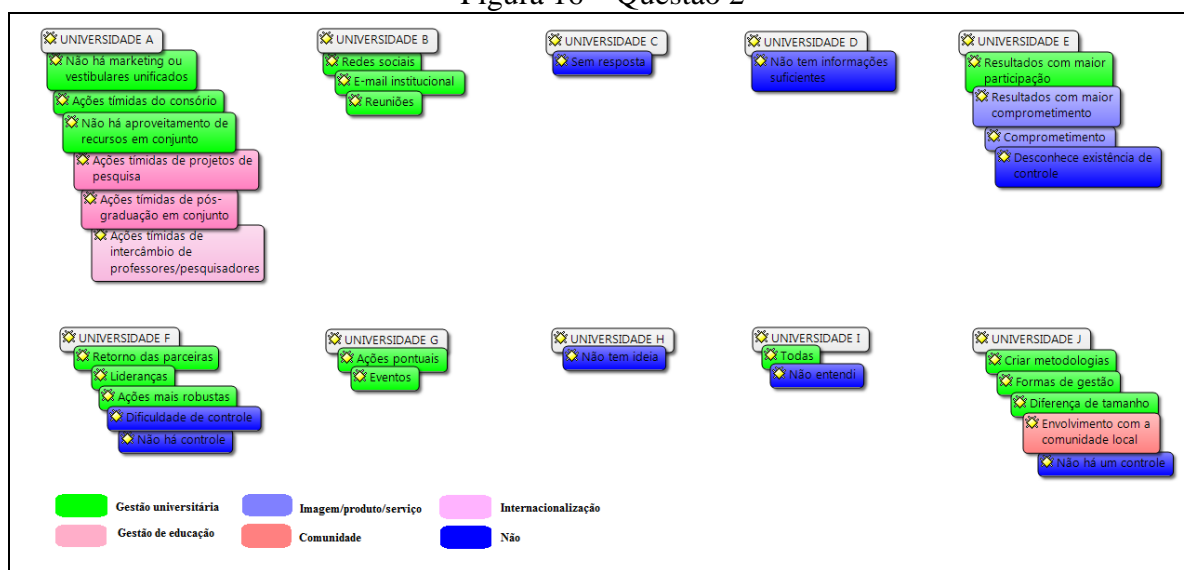 Figura 16 – Questão 2
UNIVERSIDADE A
Não há marketing ou
vestibulares unificados
Ações tímidas do consório
Não há aproveitamento de
recursos em conjunto
Ações tímidas de projetos de
pesquisa
Ações tímidas de pós-
graduação em conjunto
Ações tímidas de
intercâmbio de
professores/pesquisadores
UNIVERSIDADE B
Redes sociais
E-mail institucional
Reuniões
UNIVERSIDADE C
Sem resposta
UNIVERSIDADE D
Não tem informações
suficientes
UNIVERSIDADE E
Resultados com maior
participação
Resultados com maior
comprometimento
Comprometimento
Desconhece existência de
controle
UNIVERSIDADE F
Retorno das parceiras
Lideranças
Ações mais robustas
Dificuldade de controle
Não há controle
UNIVERSIDADE G
Ações pontuais
Eventos
UNIVERSIDADE H
Não tem ideia
UNIVERSIDADE I
Todas
Não entendi
UNIVERSIDADE J
Criar metodologias
Formas de gestão
Diferença de tamanho
Envolvimento com a
comunidade local
Não há um controle
Gestão universitária
Imagem/produto/serviço
Internacionalização
Gestão de educação
Comunidade
Não